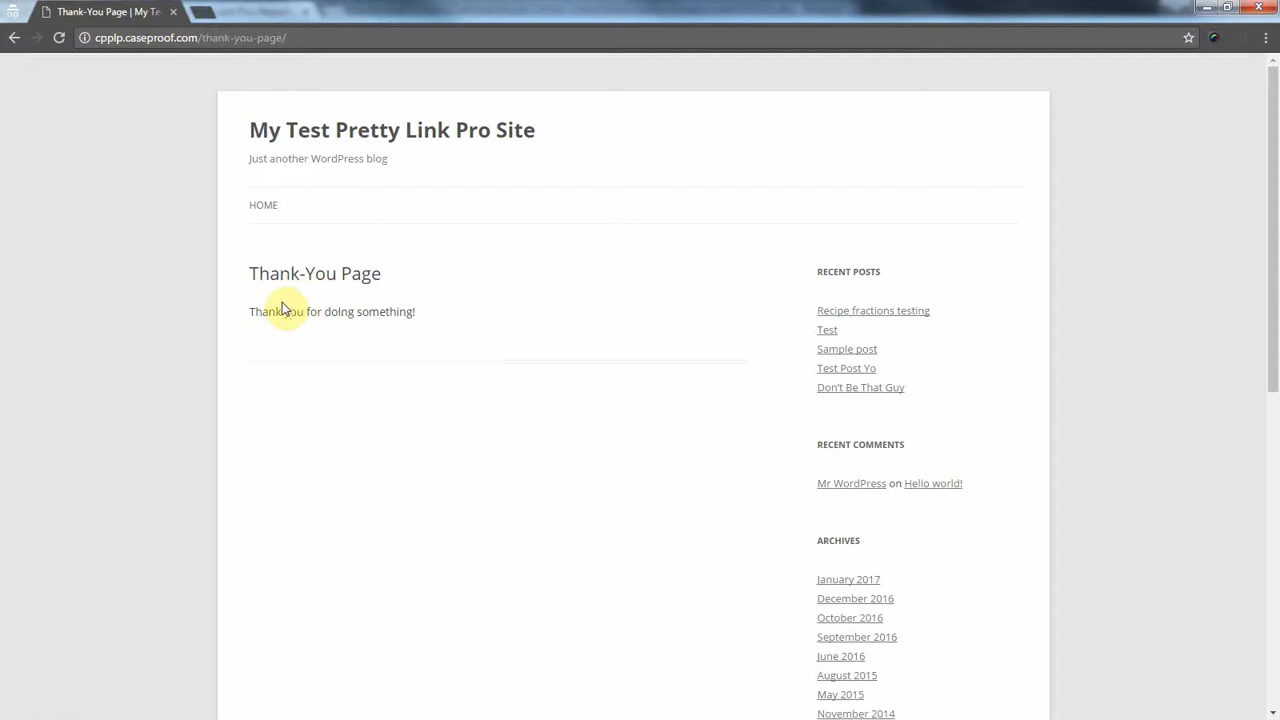 Thank-You Page | My Te
cpplp.caseproof.com/thank-you-page/
My Test Pretty Link Pro Site
Just another WordPress blog
HOME
Thank-You Page
Thank you for doing something!
RECENT POSTS
Recipe fractions testing
Test
Sample post
Test Post Yo
Don't Be That Guy
RECENT COMMENTS
Mr WordPress on Hello world!
ARCHIVES
January 2017
December 2016
October 2016
September 2016
June 2016
August 2015
May 2015
November 2014